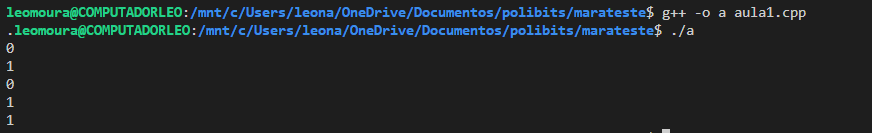 leomoura@COMPUTADORLEO:/mnt/c/Users/leona/OneDrive/Documentos/polibits/marateste$ g++ -o a aula1.cpp
.leomoura@COMPUTADORLEO:/mnt/c/Users/leona/OneDrive/Documentos/polibits/marateste$ ./a
0
1
0
1
1